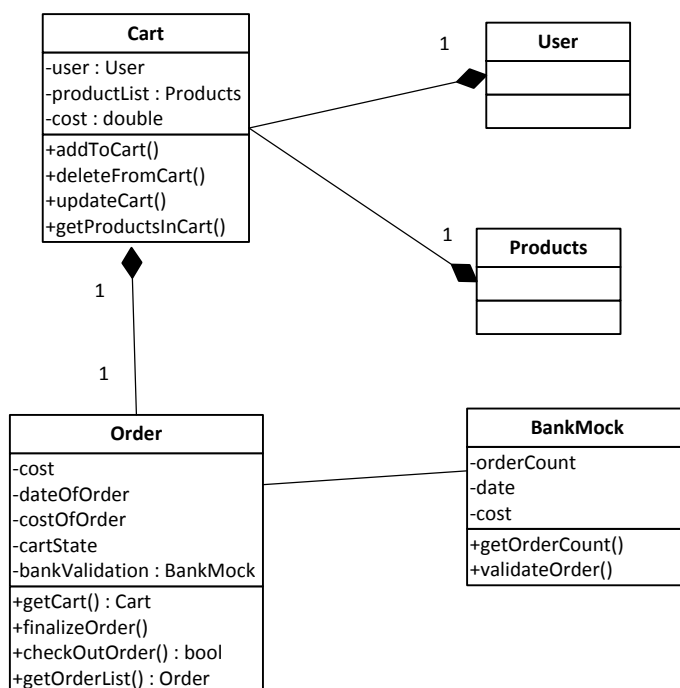 Cart
-user : User
-productList : Products
-cost : double
+addToCart()
+deleteFromCart()
+updateCart()
+getProductsInCart()
1
User
1
Products
1
1
Order
-cost
-dateOfOrder
-costOfOrder
-cartState
-bankValidation : BankMock
+getCart() : Cart
+finalizeOrder()
+checkOutOrder() : bool
+getOrderList() : Order
BankMock
-orderCount
-date
-cost
+getOrderCount()
+validateOrder()